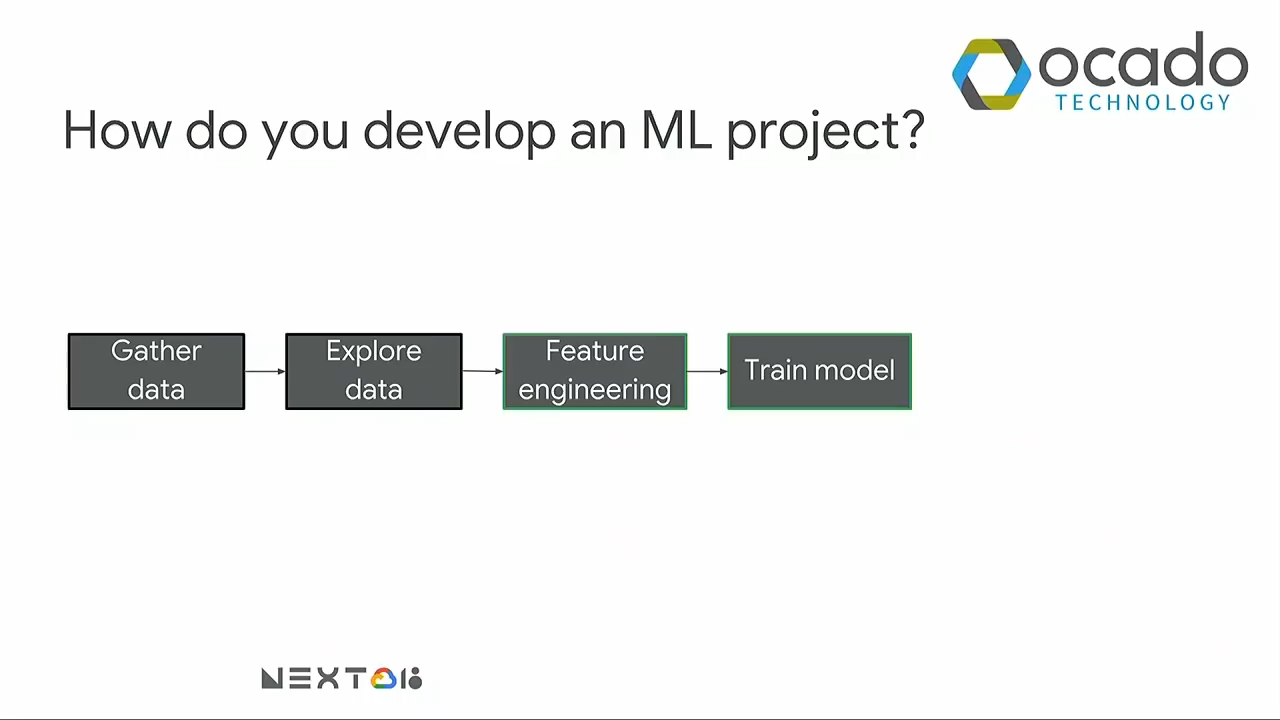 ocado
TECHNOLOGY
How do you develop an ML project?
Gather
data
Explore
data
Feature
engineering
Train model
NEXT 18